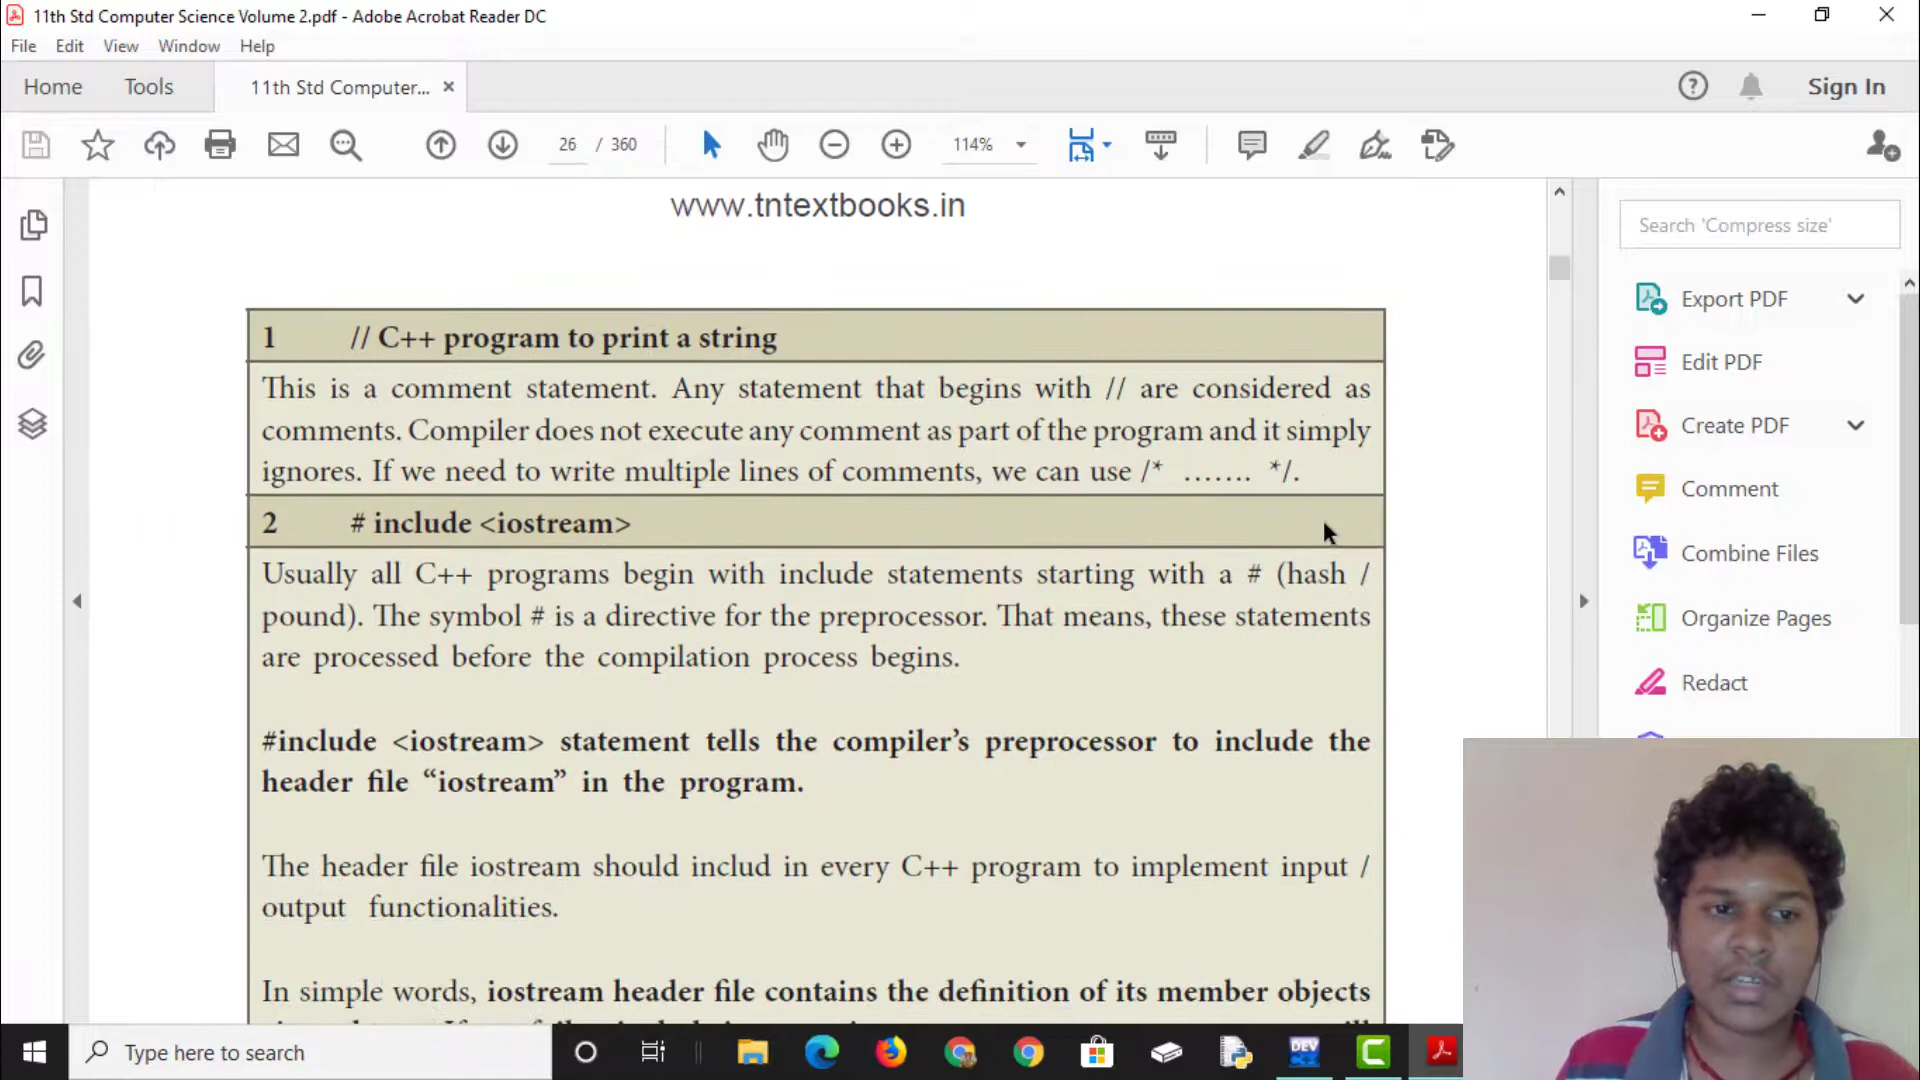 11th Std Computer Science Volume 2.pdf - Adobe Acrobat Reader DC
File Edit View Window Help
Home Tools 11th Std Computer... × Sign In
26 / 360 114%
Search 'Compress size'
Export PDF
Edit PDF
Create PDF
Comment
Combine Files
Organize Pages
Redact
www.tntextbooks.in
1 // C++ program to print a string
This is a comment statement. Any statement that begins with // are considered as
comments. Compiler does not execute any comment as part of the program and it simply
ignores. If we need to write multiple lines of comments, we can use /* ....... */.
2 # include <iostream>
Usually all C++ programs begin with include statements starting with a # (hash /
pound). The symbol # is a directive for the preprocessor. That means, these statements
are processed before the compilation process begins.
#include <iostream> statement tells the compiler's preprocessor to include the
header file “iostream” in the program.
The header file iostream should includ in every C++ program to implement input /
output functionalities.
In simple words, iostream header file contains the definition of its member objects
Type here to search
DEV